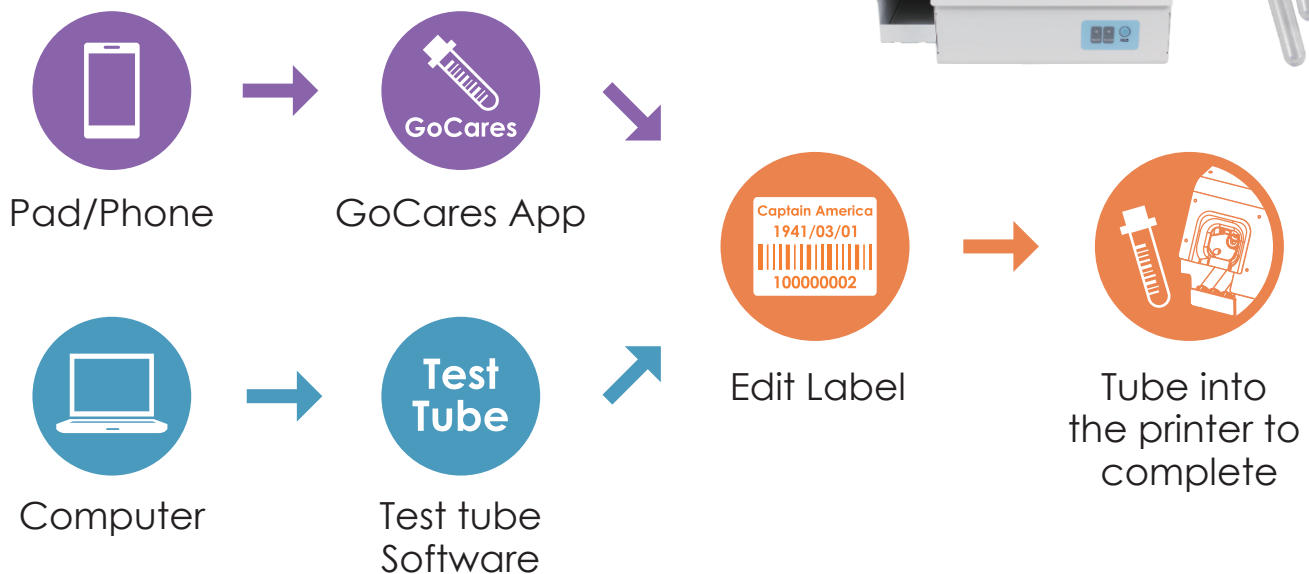 GoCares
Pad/Phone
GoCares App
Captain America
1941/03/01
100000002
Edit Label
Tube into
the printer to
complete
Test
Tube
Computer
Test tube
Software